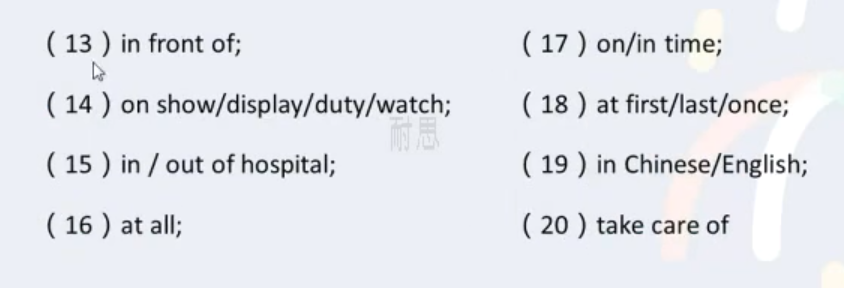 ( 13 ) in front of;
( 14 ) on show/display/duty/watch;
( 15 ) in / out of hospital;
( 16 ) at all;
( 17 ) on/in time;
( 18 ) at first/last/once;
( 19 ) in Chinese/English;
( 20 ) take care of
耐思